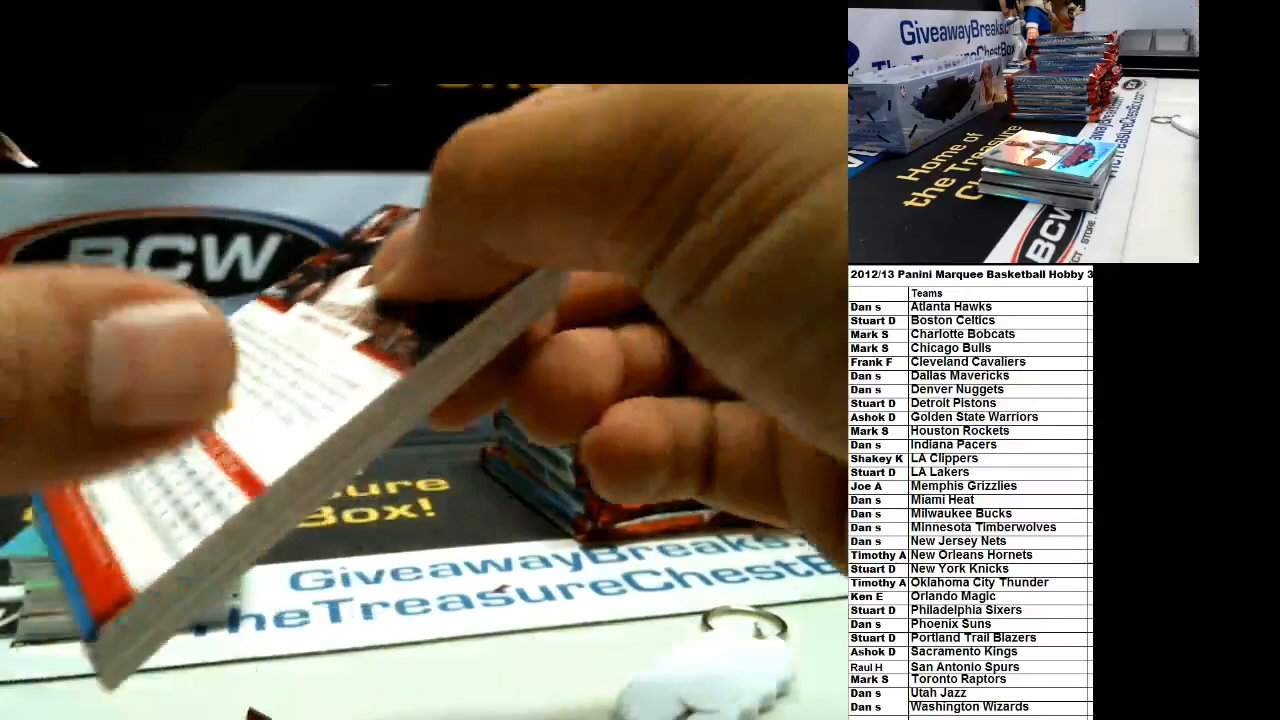 GiveawayBreaks.c
TheTreasureChestBox
Home of
the Treasure
BCW
BCW
sure
Box!
GiveawayBreaks.
TheTreasureChestB
2012/13 Panini Marquee Basketball Hobby 3
Teams
Dan s Atlanta Hawks
Stuart D Boston Celtics
Mark S Charlotte Bobcats
Mark S Chicago Bulls
Frank F Cleveland Cavaliers
Dan s Dallas Mavericks
Dan s Denver Nuggets
Stuart D Detroit Pistons
Ashok D Golden State Warriors
Mark S Houston Rockets
Dan s Indiana Pacers
Shakey K LA Clippers
Stuart D LA Lakers
Joe A Memphis Grizzlies
Dan s Miami Heat
Dan s Milwaukee Bucks
Dan s Minnesota Timberwolves
Dan s New Jersey Nets
Timothy A New Orleans Hornets
Stuart D New York Knicks
Timothy A Oklahoma City Thunder
Ken E Orlando Magic
Stuart D Philadelphia Sixers
Dan s Phoenix Suns
Stuart D Portland Trail Blazers
Ashok D Sacramento Kings
Raul H San Antonio Spurs
Mark S Toronto Raptors
Dan s Utah Jazz
Dan s Washington Wizards